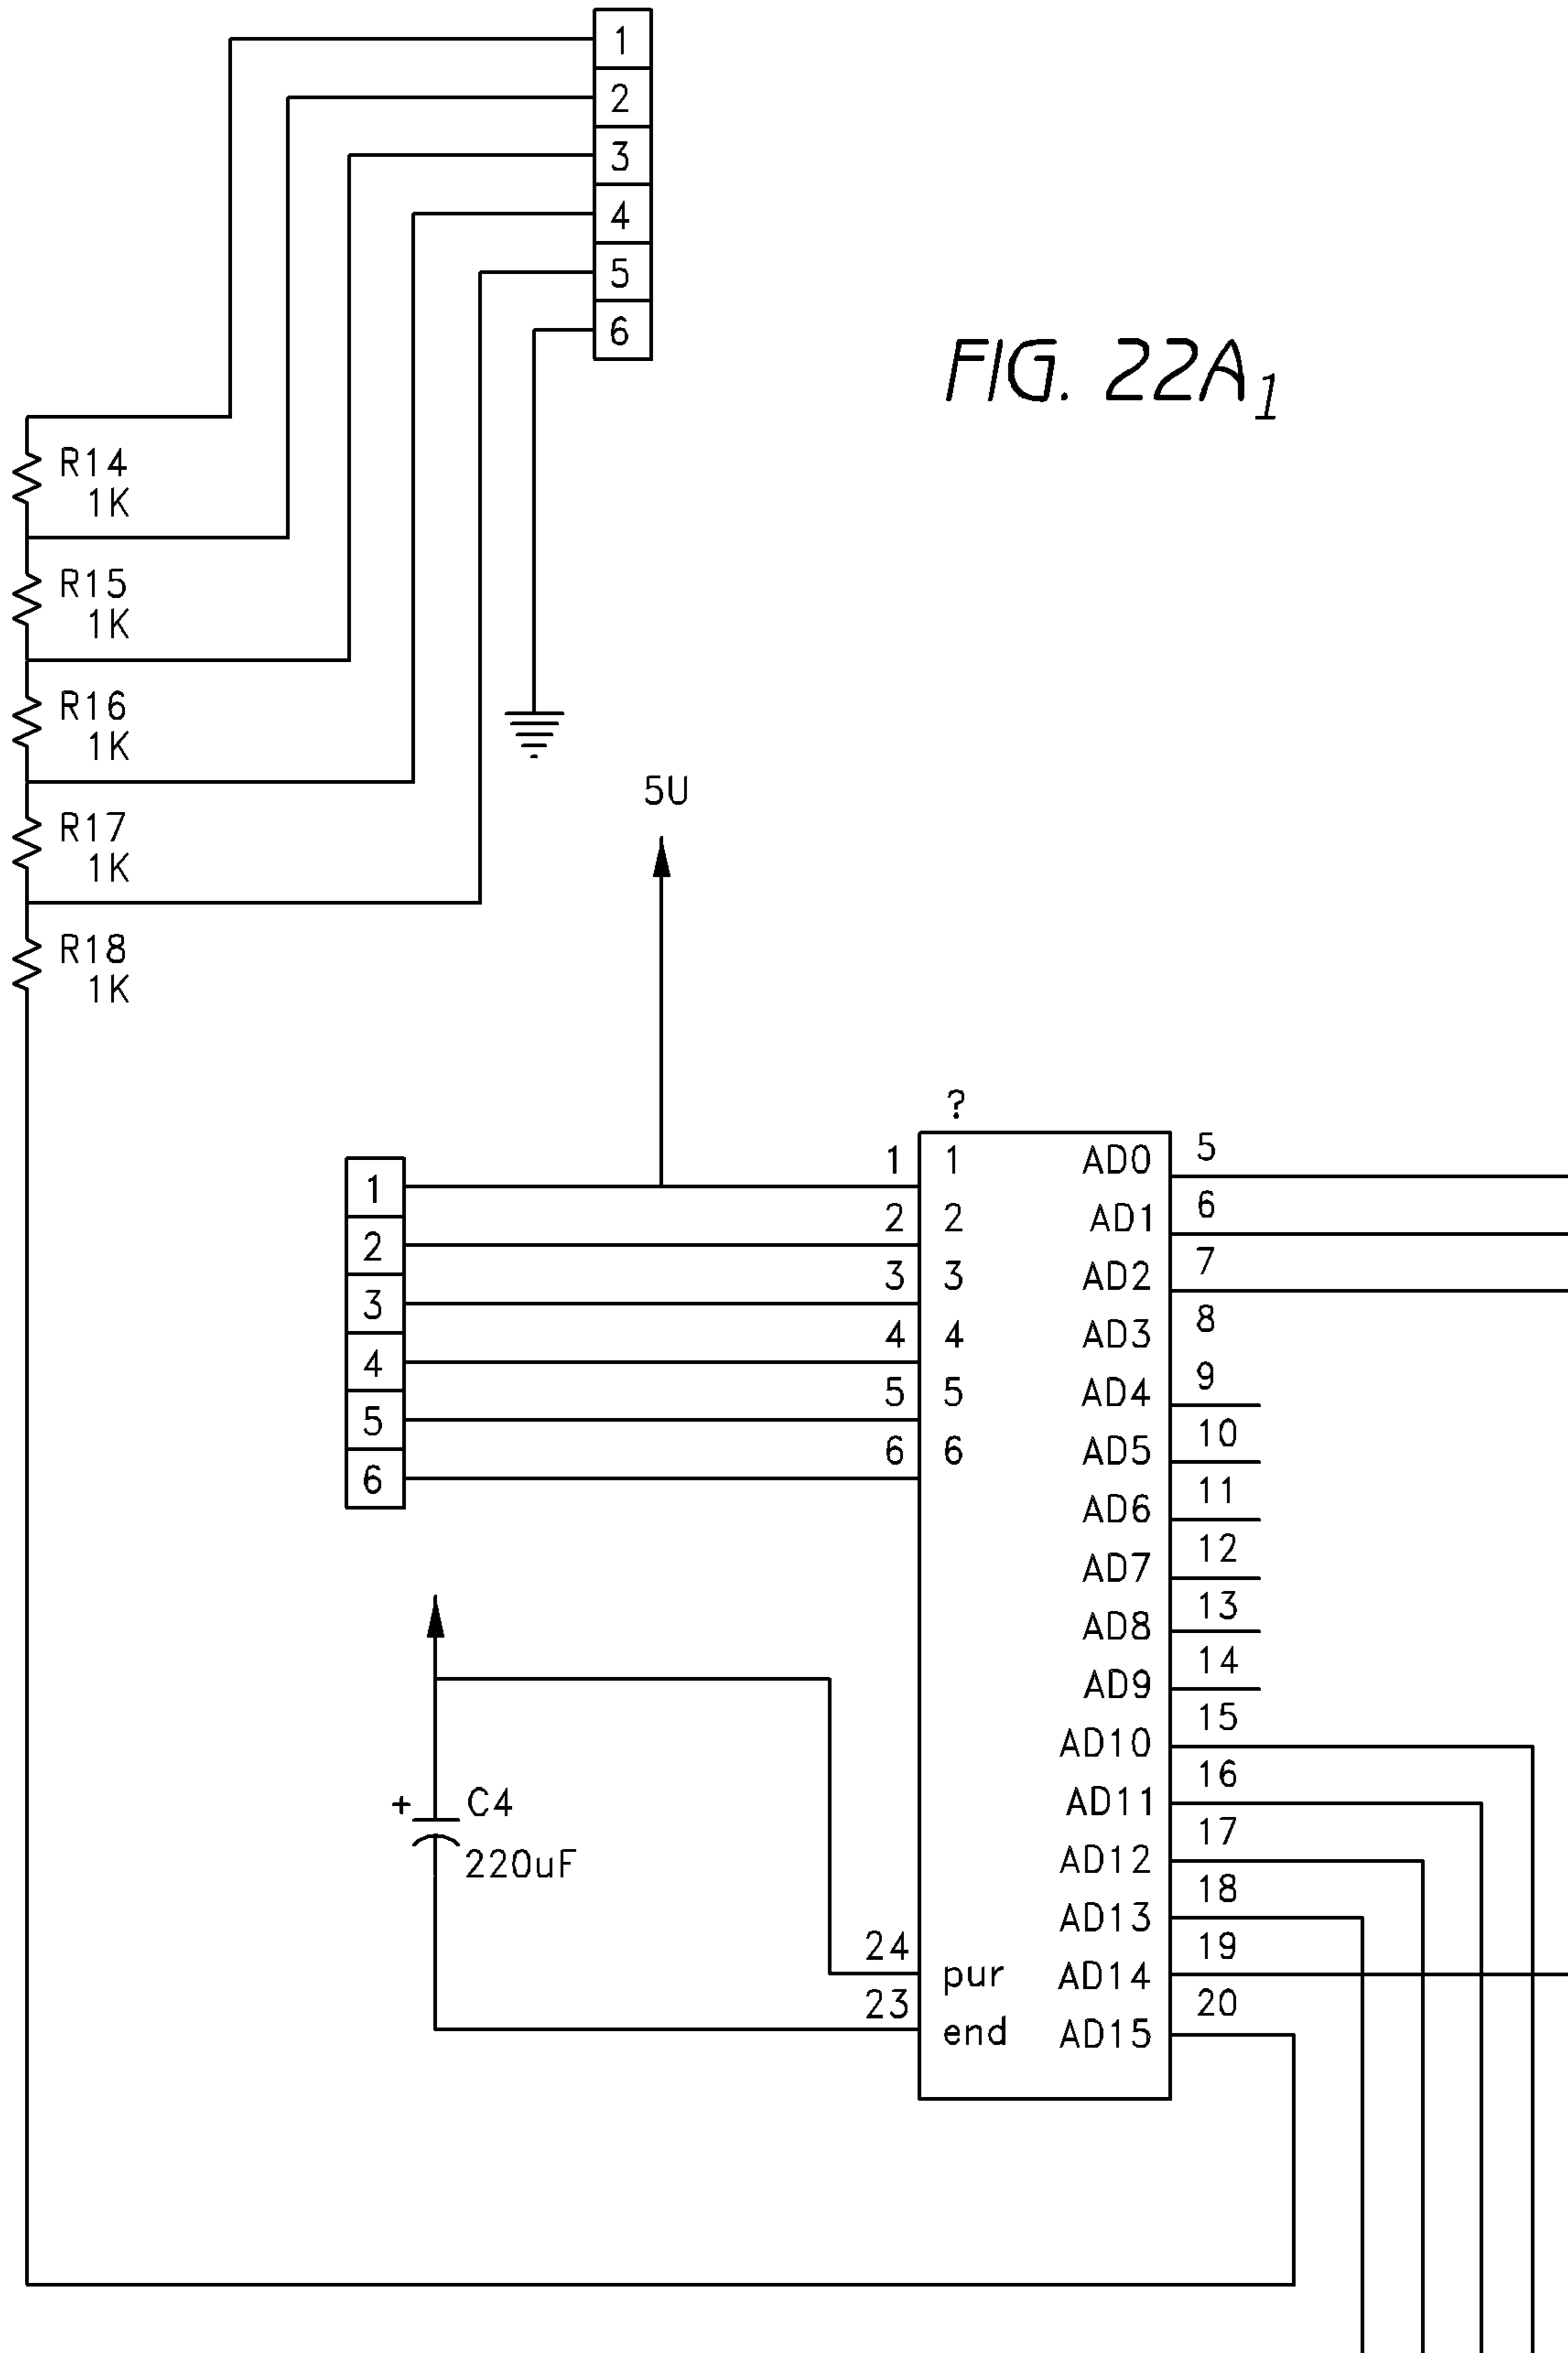 1
2
3
4
5
6
FIG. 22A1
R14
1K
R15
1K
R16
1K
R17
1K
R18
1K
5U
?
1
2
3
4
5
6
1 1 AD0 5
2 2 AD1 6
3 3 AD2 7
4 4 AD3 8
5 5 AD4 9
6 6 AD5 10
AD6 11
AD7 12
AD8 13
AD9 14
AD10 15
AD11 16
AD12 17
AD13 18
24 pur AD14 19
23 end AD15 20
+ C4
220uF